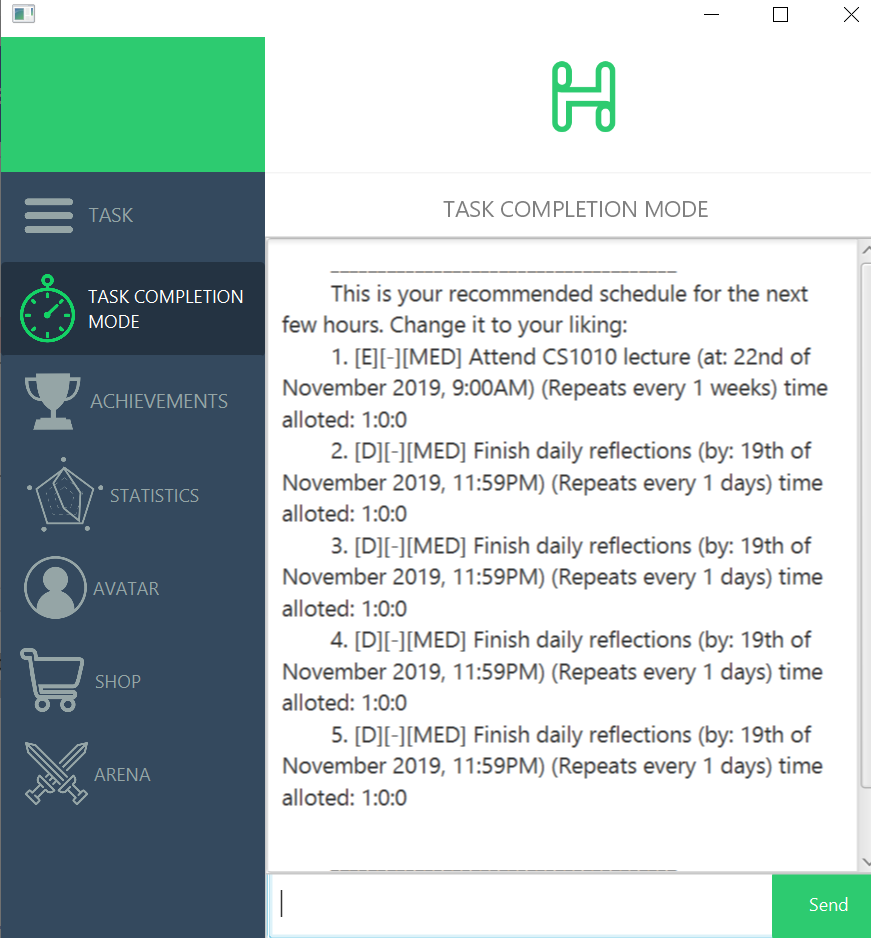 TASK
TASK COMPLETION
MODE
ACHIEVEMENTS
STATISTICS
AVATAR
SHOP
ARENA
TASK COMPLETION MODE
____________________________________
This is your recommended schedule for the next
few hours. Change it to your liking:
1. [E][-][MED] Attend CS1010 lecture (at: 22nd of
November 2019, 9:00AM) (Repeats every 1 weeks) time
alloted: 1:0:0
2. [D][-][MED] Finish daily reflections (by: 19th of
November 2019, 11:59PM) (Repeats every 1 days) time
alloted: 1:0:0
3. [D][-][MED] Finish daily reflections (by: 19th of
November 2019, 11:59PM) (Repeats every 1 days) time
alloted: 1:0:0
4. [D][-][MED] Finish daily reflections (by: 19th of
November 2019, 11:59PM) (Repeats every 1 days) time
alloted: 1:0:0
5. [D][-][MED] Finish daily reflections (by: 19th of
November 2019, 11:59PM) (Repeats every 1 days) time
alloted: 1:0:0
____________________________________
Send